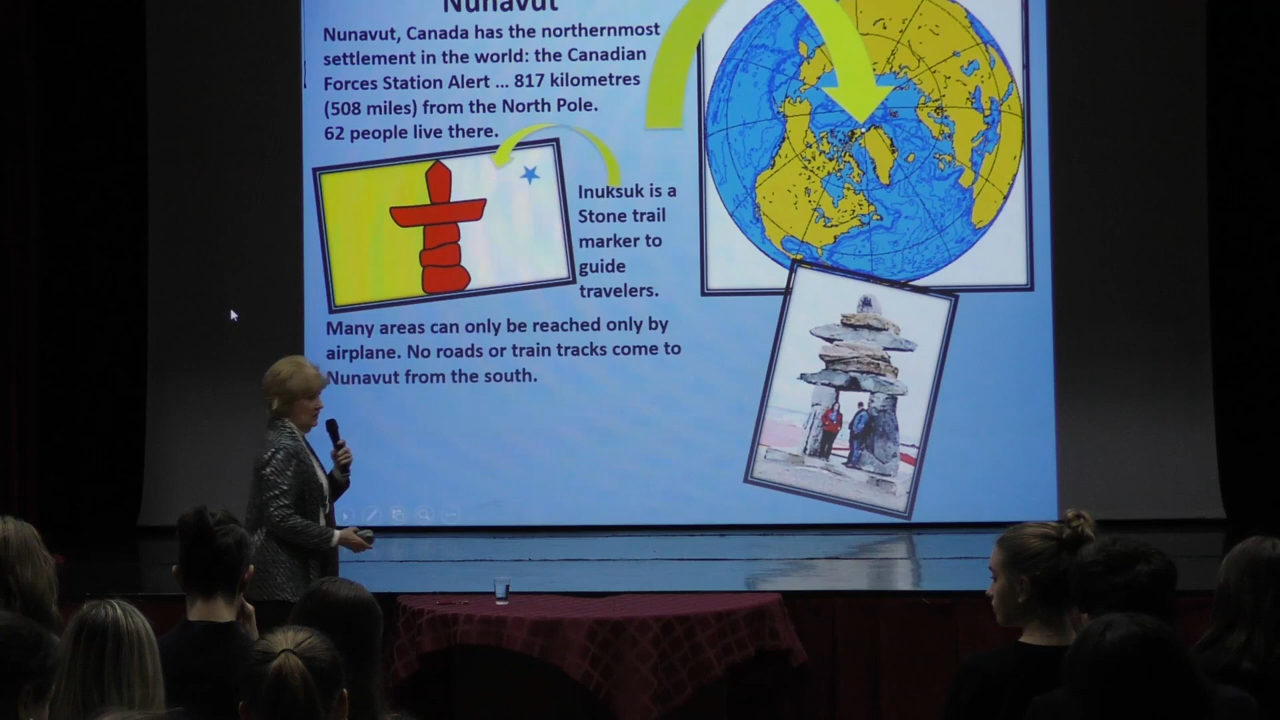 Nunavut
Nunavut, Canada has the northernmost
settlement in the world: the Canadian
Forces Station Alert ... 817 kilometres
(508 miles) from the North Pole.
62 people live there.
Inuksuk is a
Stone trail
marker to
guide
travelers.
Many areas can only be reached only by
airplane. No roads or train tracks come to
Nunavut from the south.